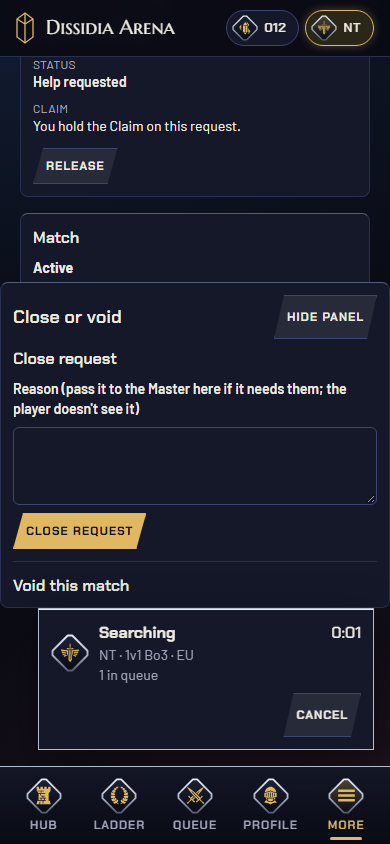 Dissidia Arena
012
NT
STATUS
Help requested
CLAIM
You hold the Claim on this request.
RELEASE
Match
Active
Close or void
HIDE PANEL
Close request
Reason (pass it to the Master here if it needs them; the
player doesn't see it)
CLOSE REQUEST
Void this match
Searching
0:01
NT · 1v1 Bo3 · EU
1 in queue
CANCEL
HUB
LADDER
QUEUE
PROFILE
MORE